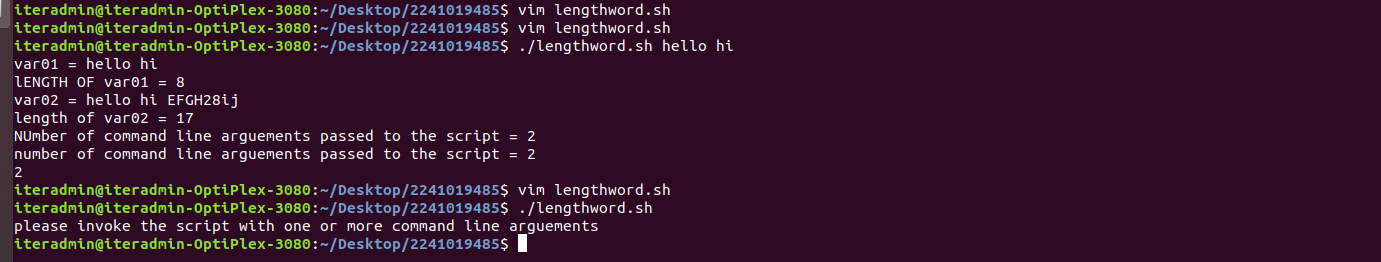 iteradmin@iteradmin-OptiPlex-3080:~/Desktop/2241019485$ vim lengthword.sh
iteradmin@iteradmin-OptiPlex-3080:~/Desktop/2241019485$ vim lengthword.sh
iteradmin@iteradmin-OptiPlex-3080:~/Desktop/2241019485$ ./lengthword.sh hello hi
var01 = hello hi
lENGTH OF var01 = 8
var02 = hello hi EFGH28ij
length of var02 = 17
NUmber of command line arguements passed to the script = 2
number of command line arguements passed to the script = 2
2
iteradmin@iteradmin-OptiPlex-3080:~/Desktop/2241019485$ vim lengthword.sh
iteradmin@iteradmin-OptiPlex-3080:~/Desktop/2241019485$ ./lengthword.sh
please invoke the script with one or more command line arguements
iteradmin@iteradmin-OptiPlex-3080:~/Desktop/2241019485$